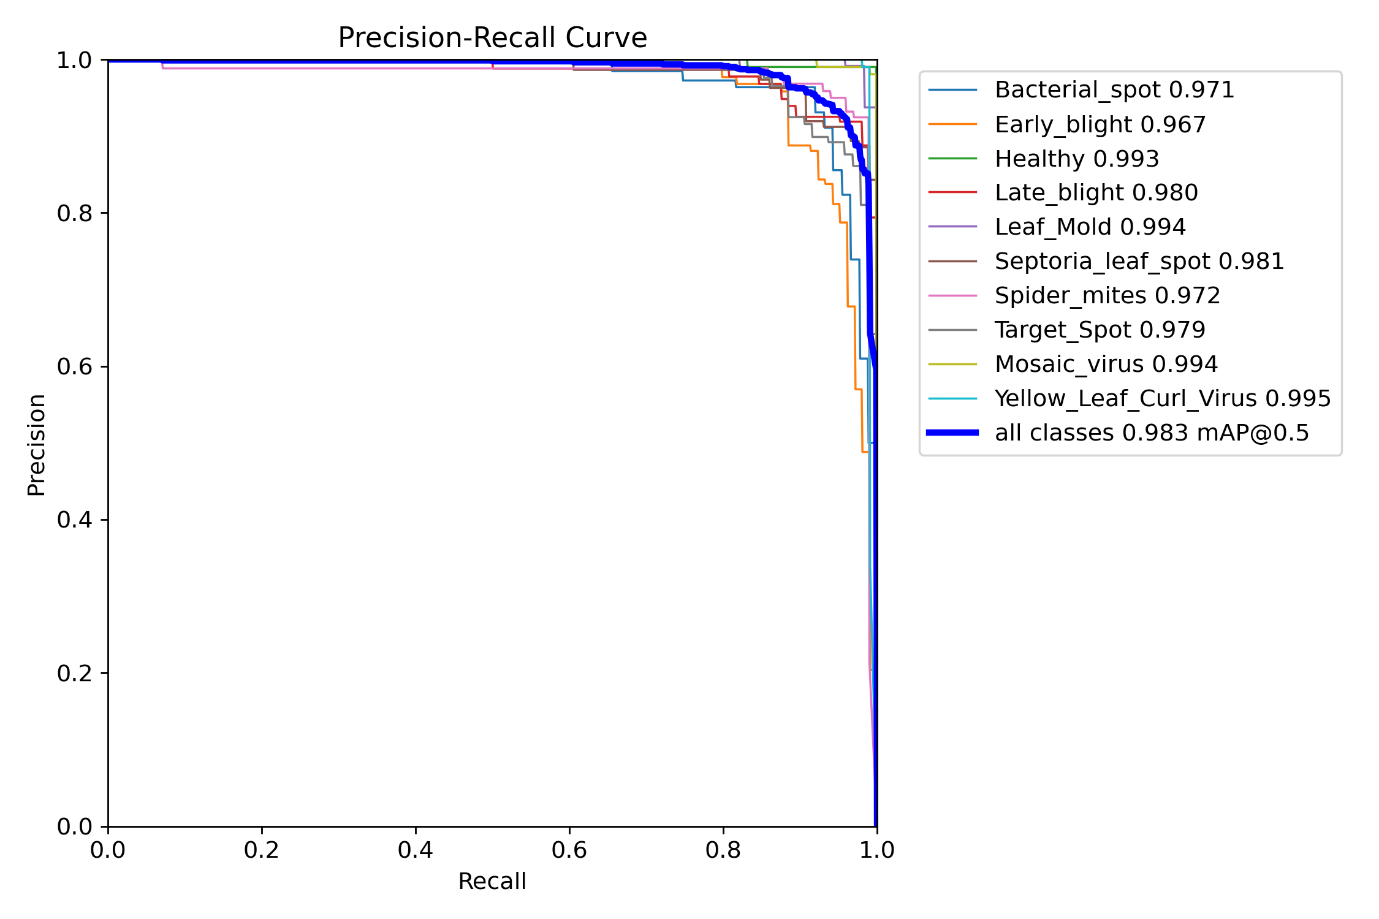 Precision-Recall Curve
1.0
0.8
0.6
0.4
0.2
0.0
Precision
0.0 0.2 0.4 0.6 0.8 1.0
Recall
Bacterial_spot 0.971
Early_blight 0.967
Healthy 0.993
Late_blight 0.980
Leaf_Mold 0.994
Septoria_leaf_spot 0.981
Spider_mites 0.972
Target_Spot 0.979
Mosaic_virus 0.994
Yellow_Leaf_Curl_Virus 0.995
all classes 0.983 mAP@0.5